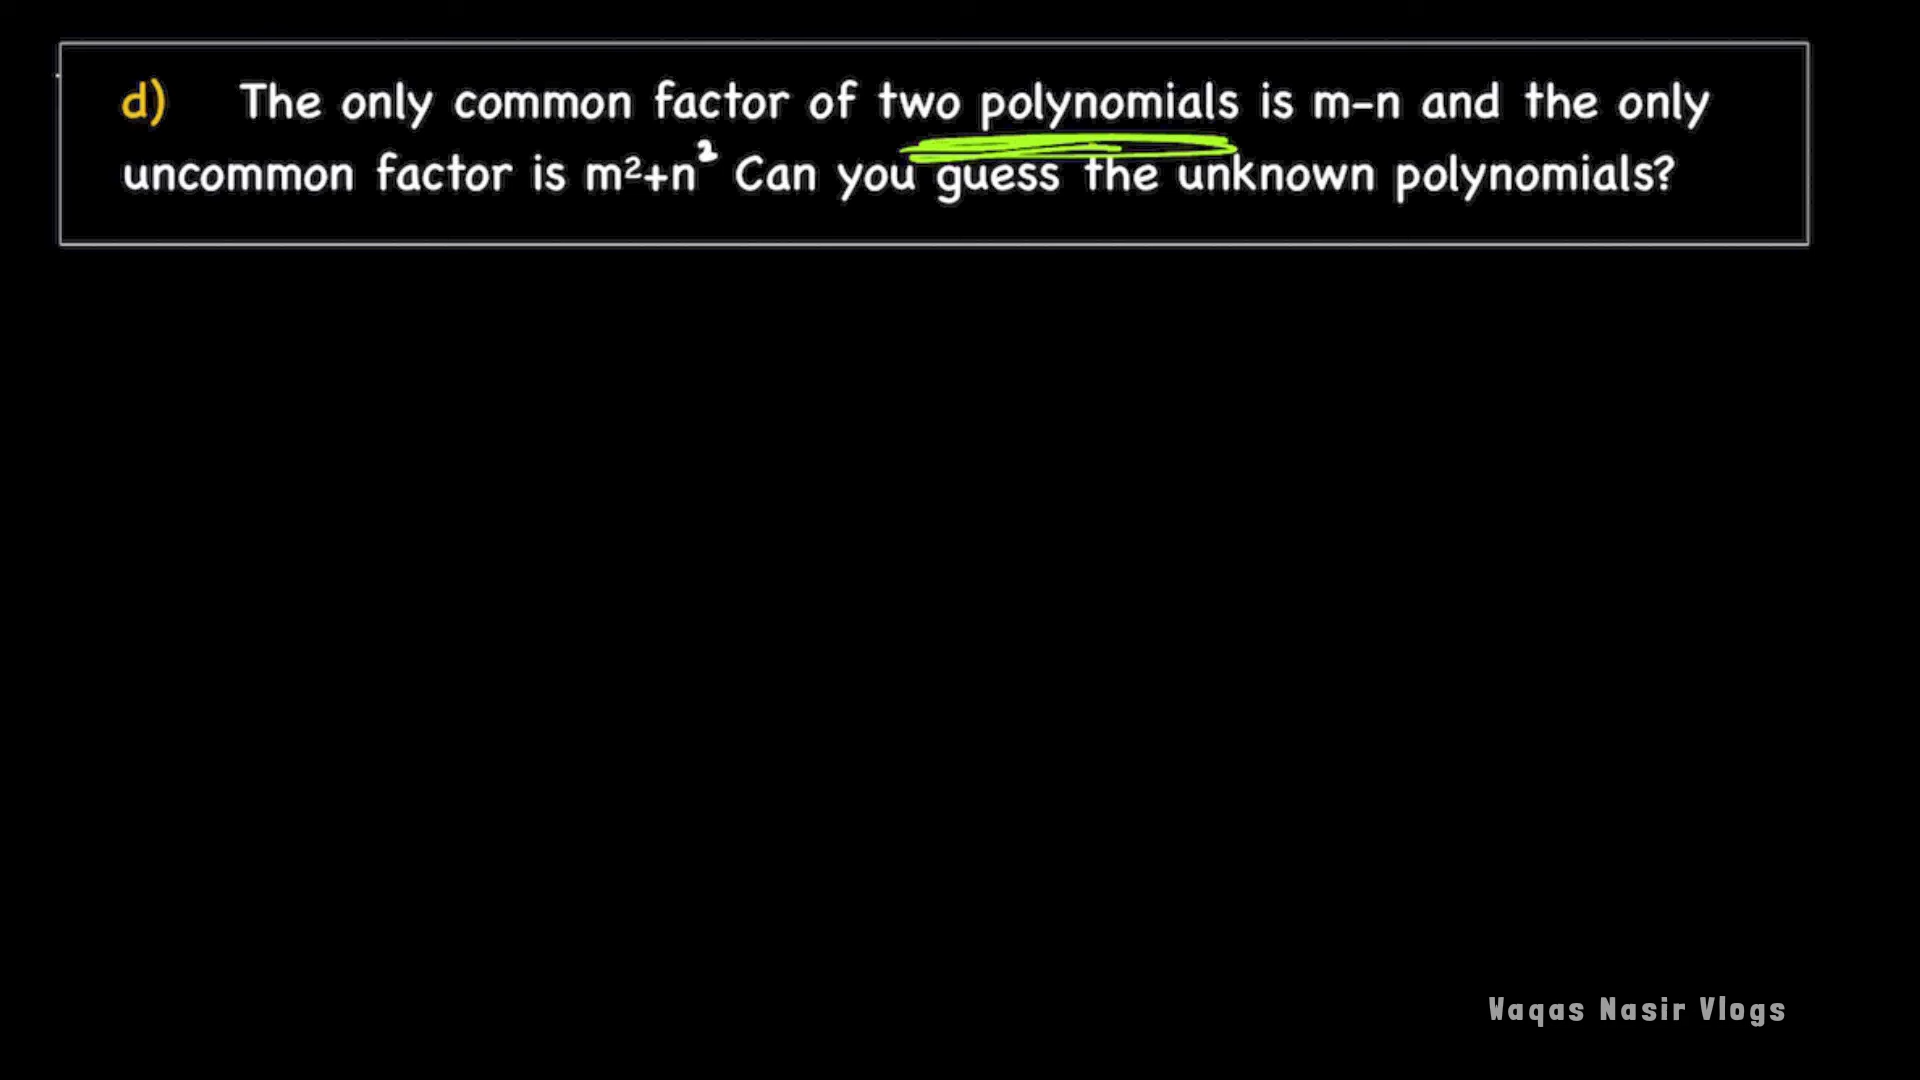 d) The only common factor of two polynomials is m-n and the only
uncommon factor is m²+n² Can you guess the unknown polynomials?
Waqas Nasir Vlogs